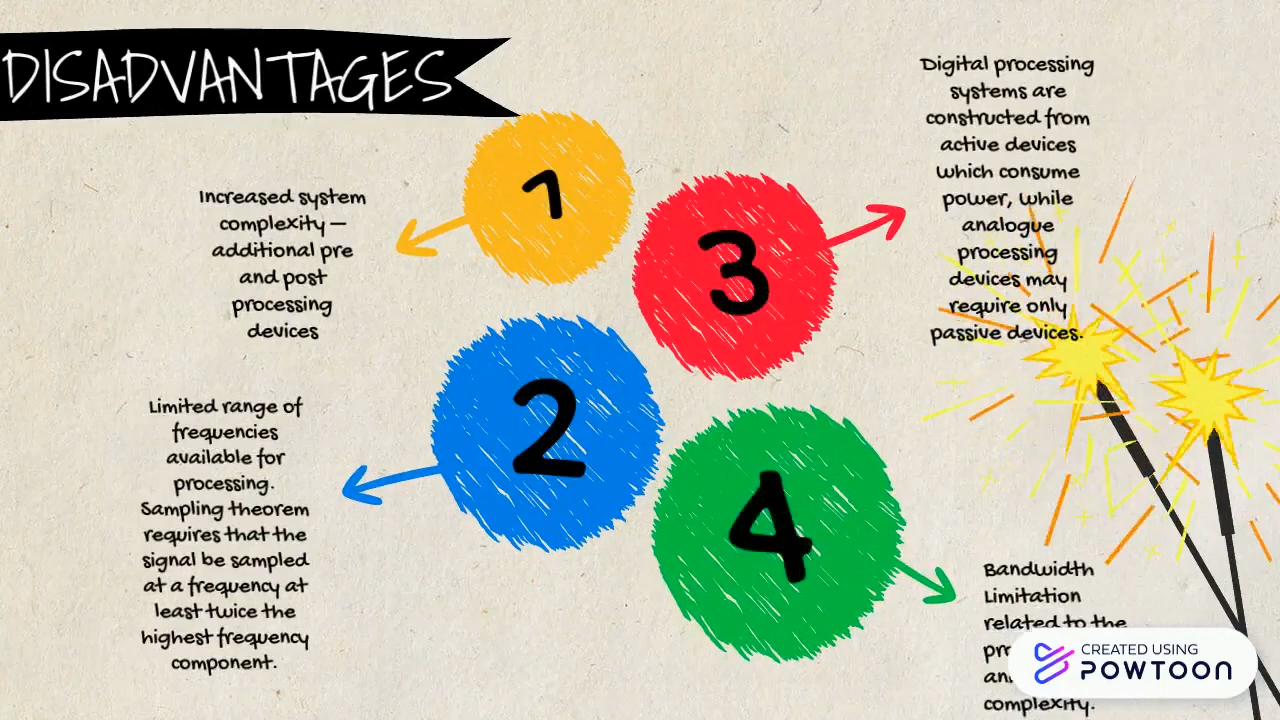 DISADVANTAGES
1
Increased system
complexity –
additional pre
and post
processing
devices
2
Limited range of
frequencies
available for
processing.
Sampling theorem
requires that the
signal be sampled
at a frequency at
least twice the
highest frequency
component.
3
Digital processing
systems are
constructed from
active devices
which consume
power, while
analogue
processing
devices may
require only
passive devices.
4
Bandwidth
Limitation
related to the
complexity.
CREATED USING
POWTOON